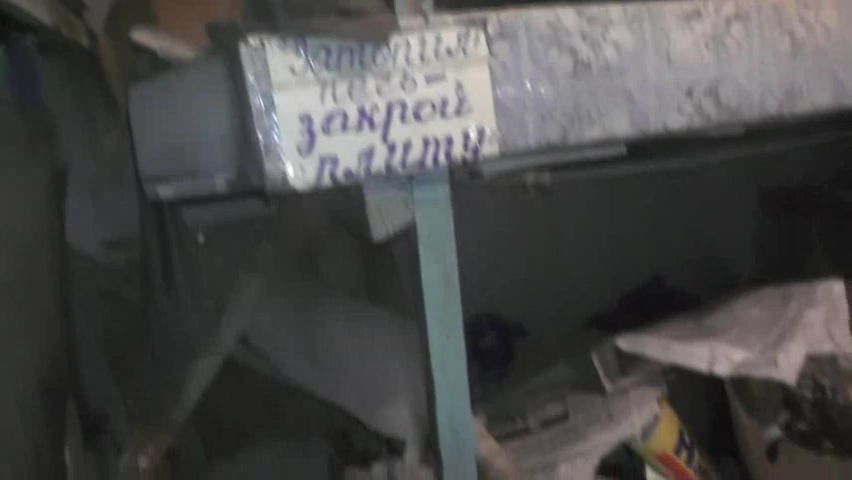 Затопил
печь-
закрой
плиту